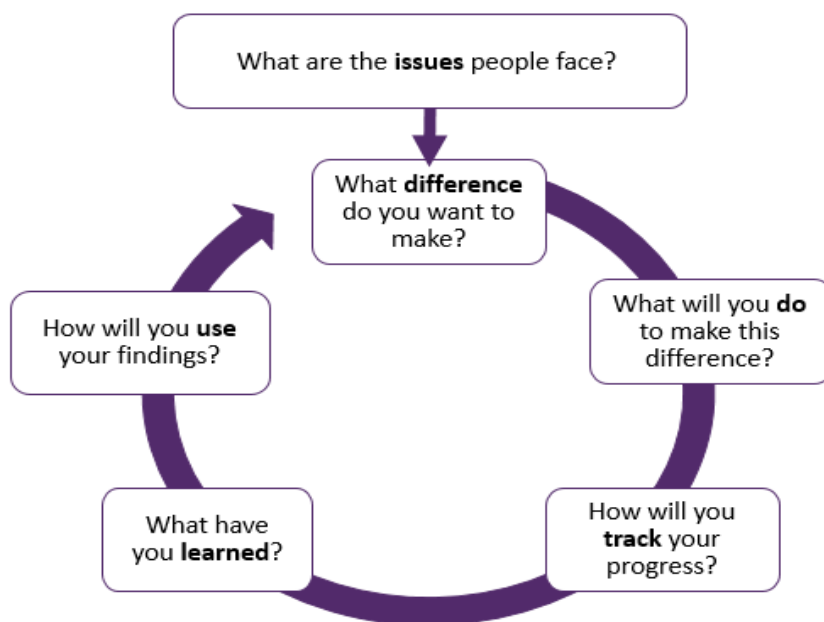 What are the issues people face?
What difference
do you want to
make?
What will you do
to make this
difference?
How will you
track your
progress?
What have
you learned?
How will you use
your findings?